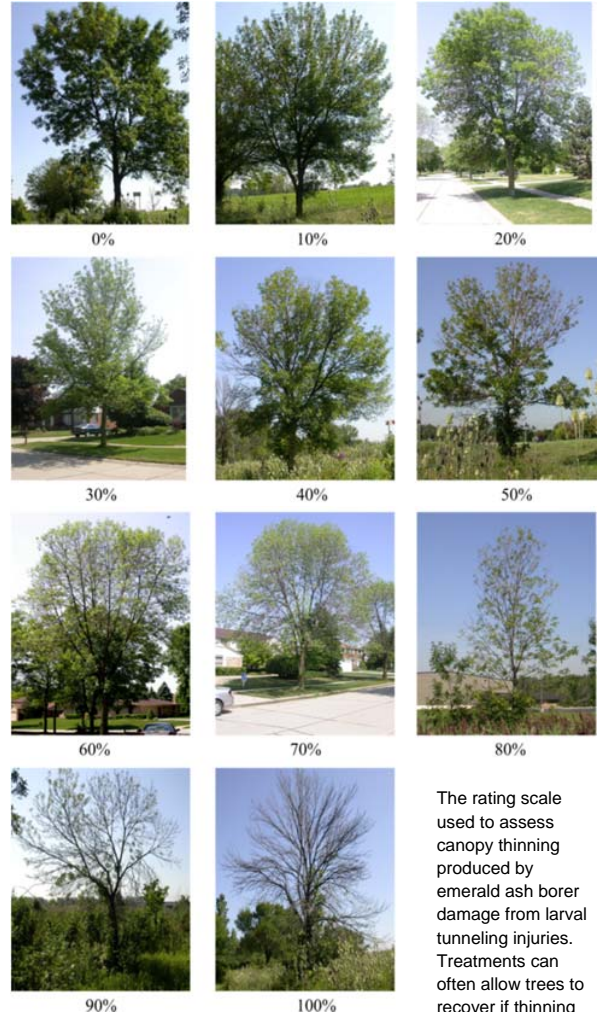 0%
10%
20%
30%
40%
50%
60%
70%
80%
90%
100%
The rating scale
used to assess
canopy thinning
produced by
emerald ash borer
damage from larval
tunneling injuries.
Treatments can
often allow trees to
recover if thinning